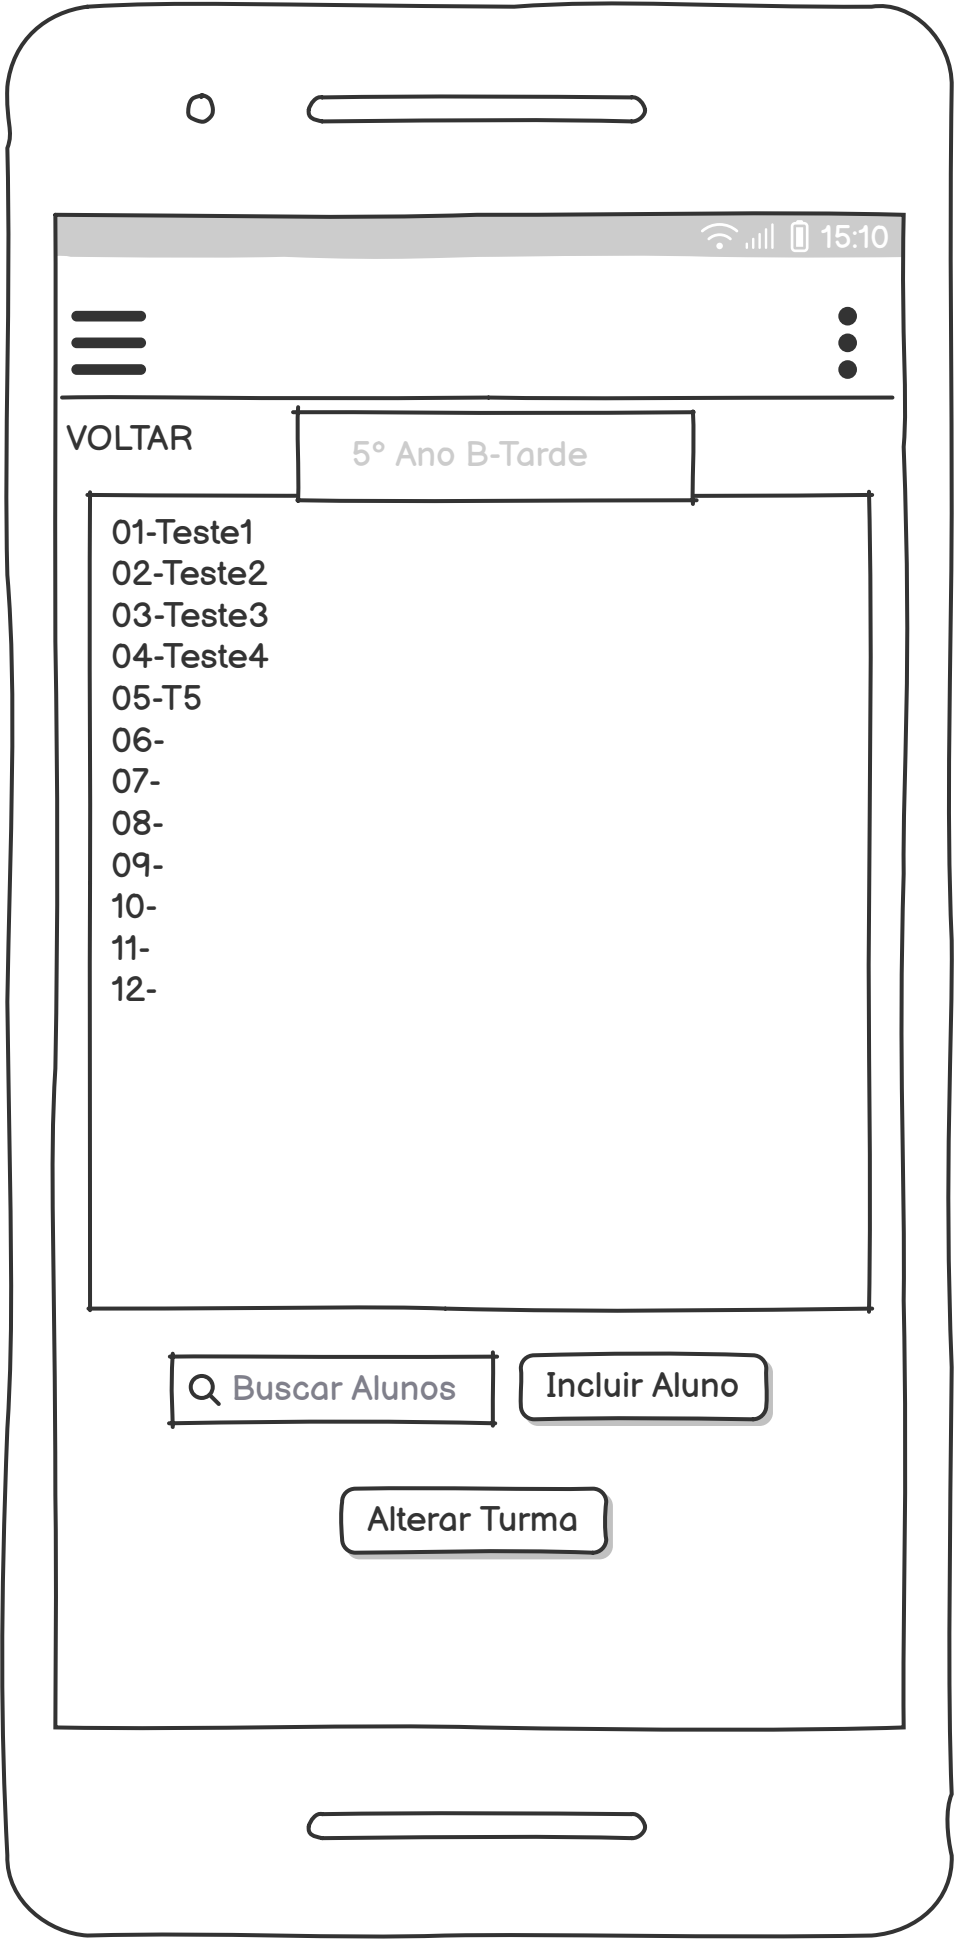 15:10
VOLTAR
5º Ano B-Tarde
01-Teste1
02-Teste2
03-Teste3
04-Teste4
05-T5
06-
07-
08-
09-
10-
11-
12-
Buscar Alunos
Incluir Aluno
Alterar Turma